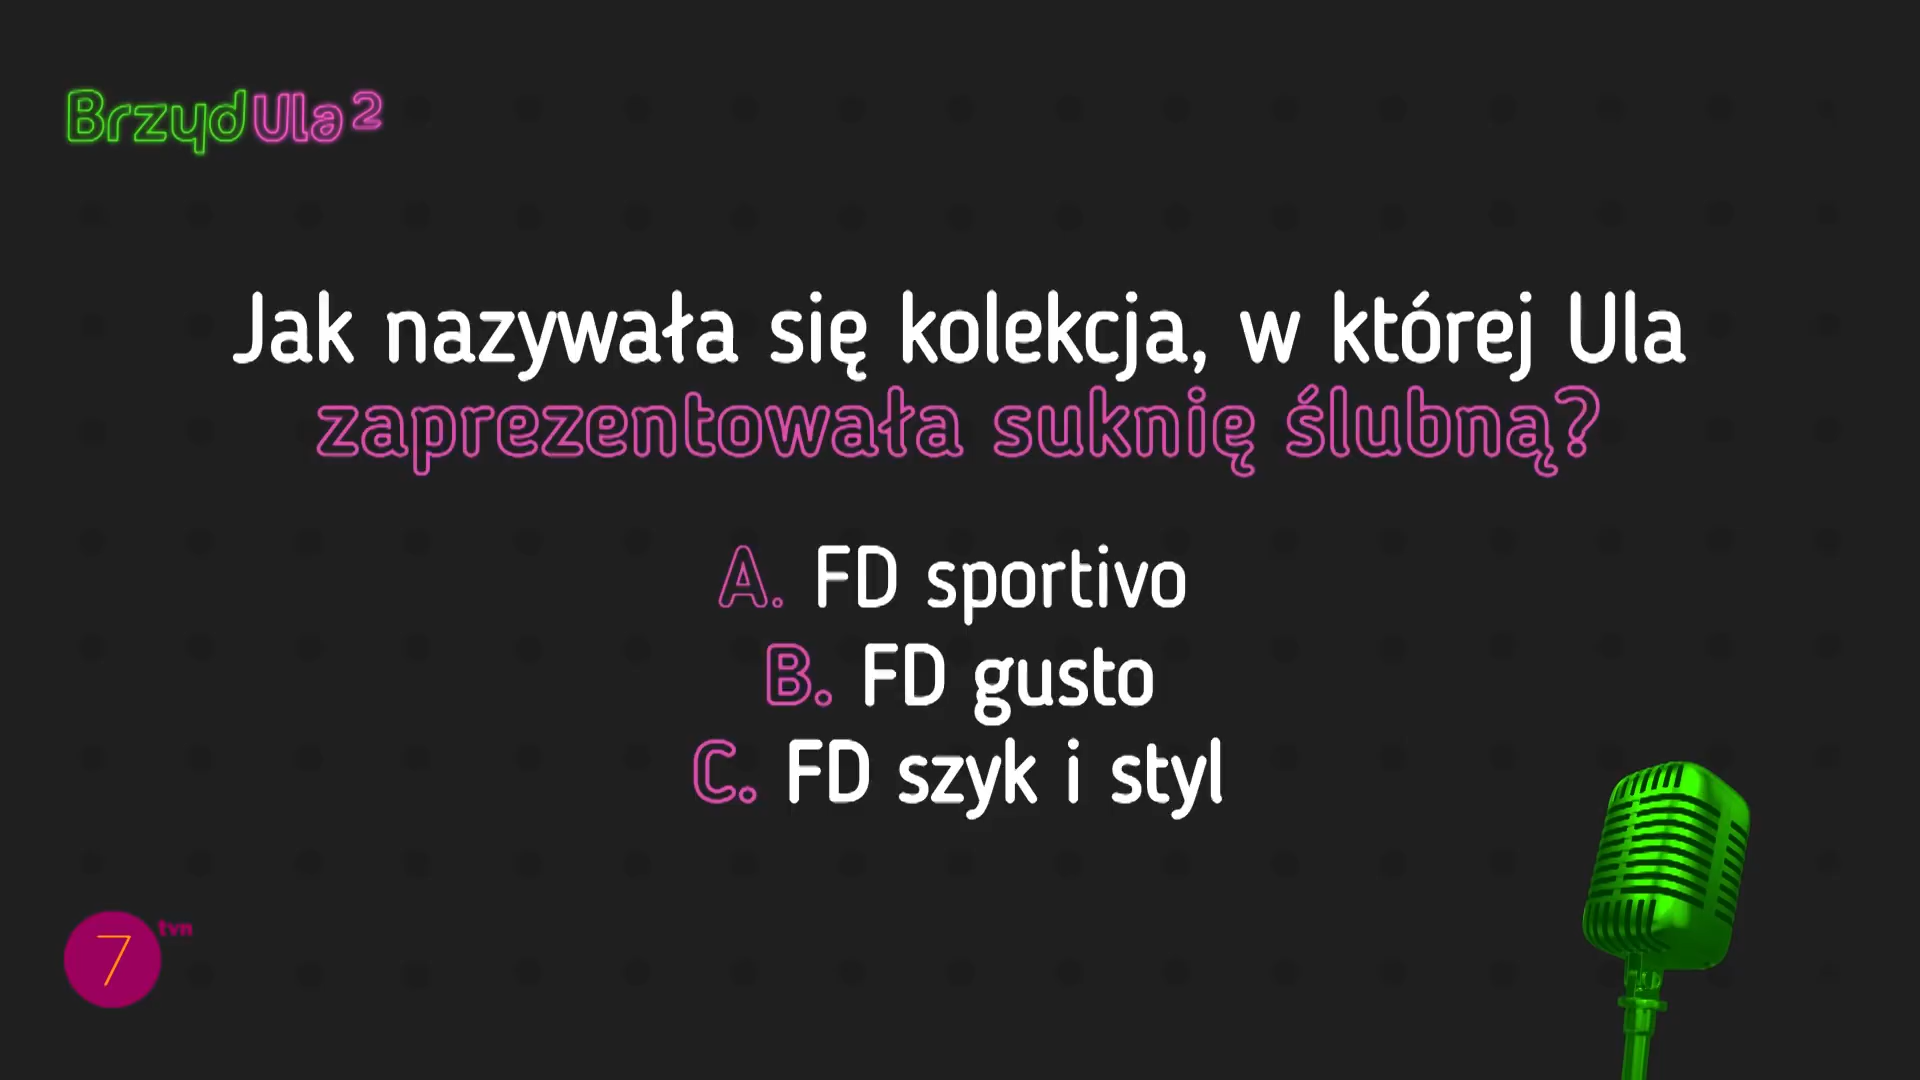 BrzydUla 2
Jak nazywała się kolekcja, w której Ula
zaprezentowała suknię ślubną?
A. FD sportivo
B. FD gusto
C. FD szyk i styl
7 tvn